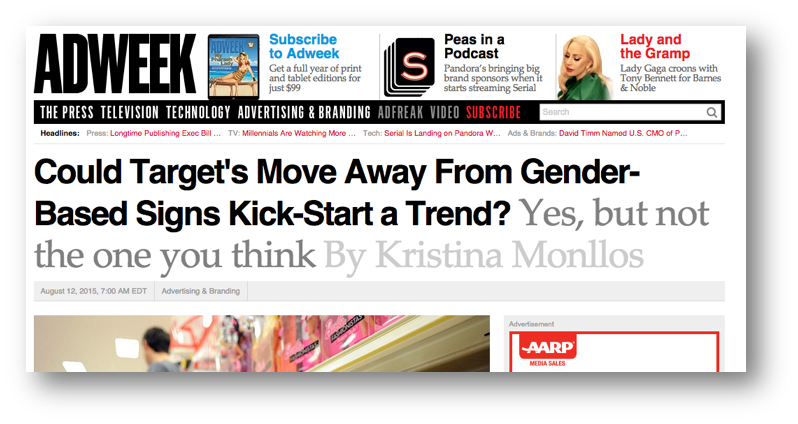 ADWEEK
Subscribe
to Adweek
Get a full year of print
and tablet editions for
just $99
S
Peas in a
Podcast
Pandora's bringing big
brand sponsors when it
starts streaming Serial
Lady and
the Gramp
Lady Gaga croons with
Tony Bennett for Barnes
& Noble
THE PRESS TELEVISION TECHNOLOGY ADVERTISING & BRANDING ADFREAK VIDEO SUBSCRIBE Search
Headlines: Press: Longtime Publishing Exec Bill ... TV: Millennials Are Watching More ... Tech: Serial Is Landing on Pandora W... Ads & Brands: David Timm Named U.S. CMO of P...
Could Target's Move Away From Gender-
Based Signs Kick-Start a Trend? Yes, but not
the one you think By Kristina Monllos
August 12, 2015, 7:00 AM EDT Advertising & Branding
FASHIONISTAS
FASHIONISTAS
Advertisement
AARP
MEDIA SALES